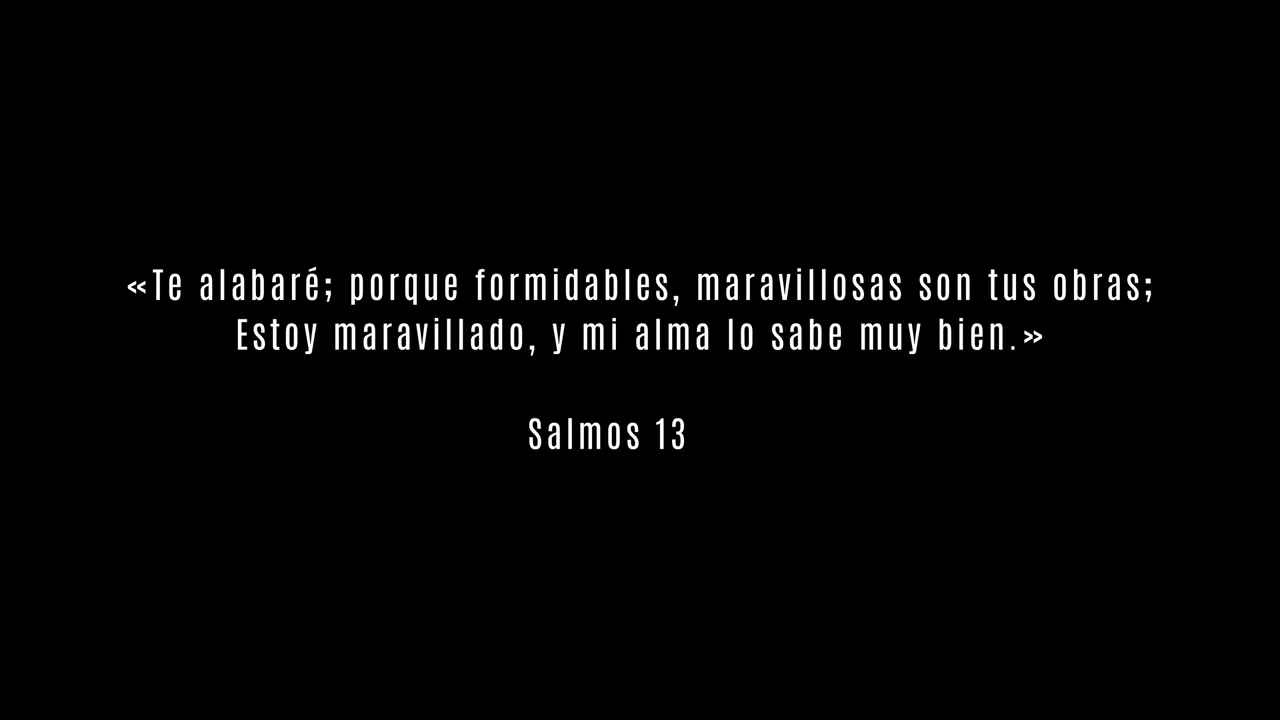 «Te alabaré; porque formidables, maravillosas son tus obras;
Estoy maravillado, y mi alma lo sabe muy bien.»
Salmos 13